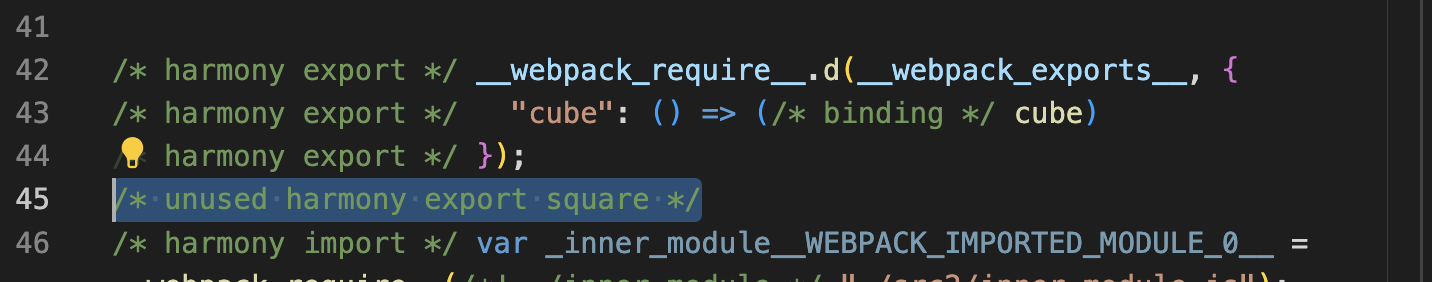 41
42 /* harmony export */ __webpack_require__.d(__webpack_exports__, {
43 /* harmony export */   "cube": () => (/* binding */ cube)
44 /* harmony export */ });
45 /* unused harmony export square */
46 /* harmony import */ var _inner_module__WEBPACK_IMPORTED_MODULE_0__ =